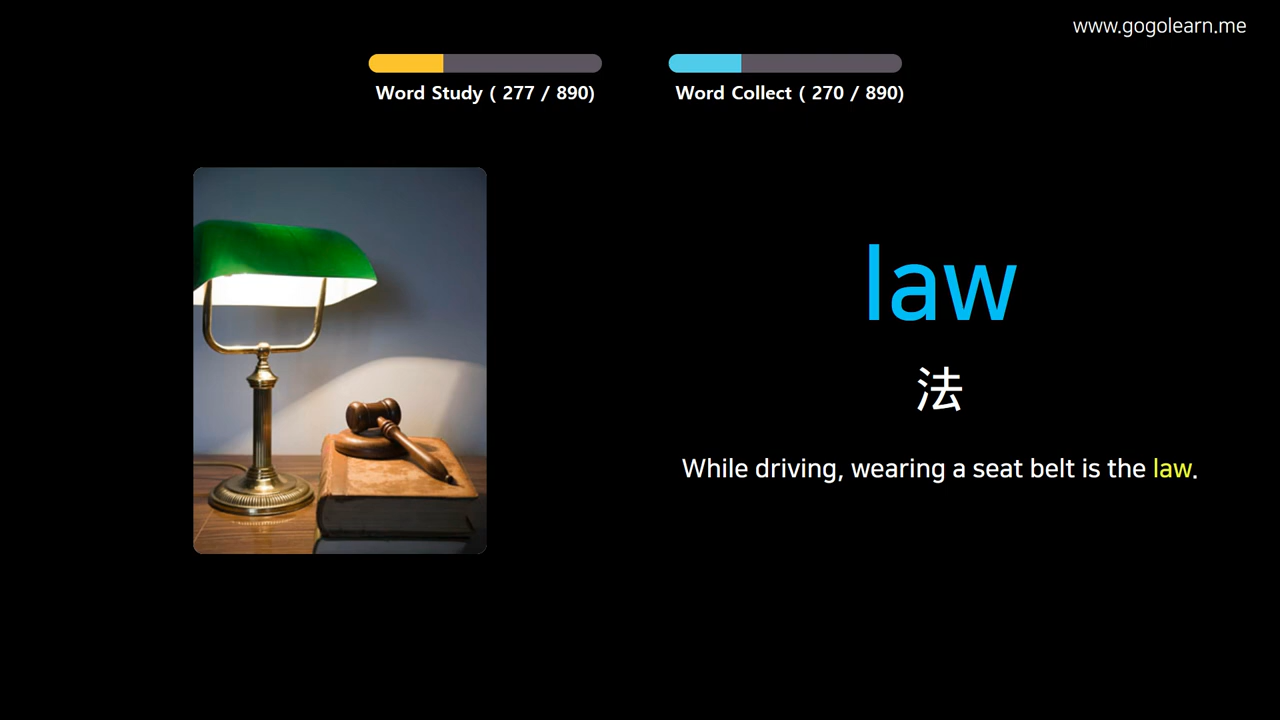 www.gogolearn.me
Word Study ( 277 / 890)
Word Collect ( 270 / 890)
law
法
While driving, wearing a seat belt is the law.